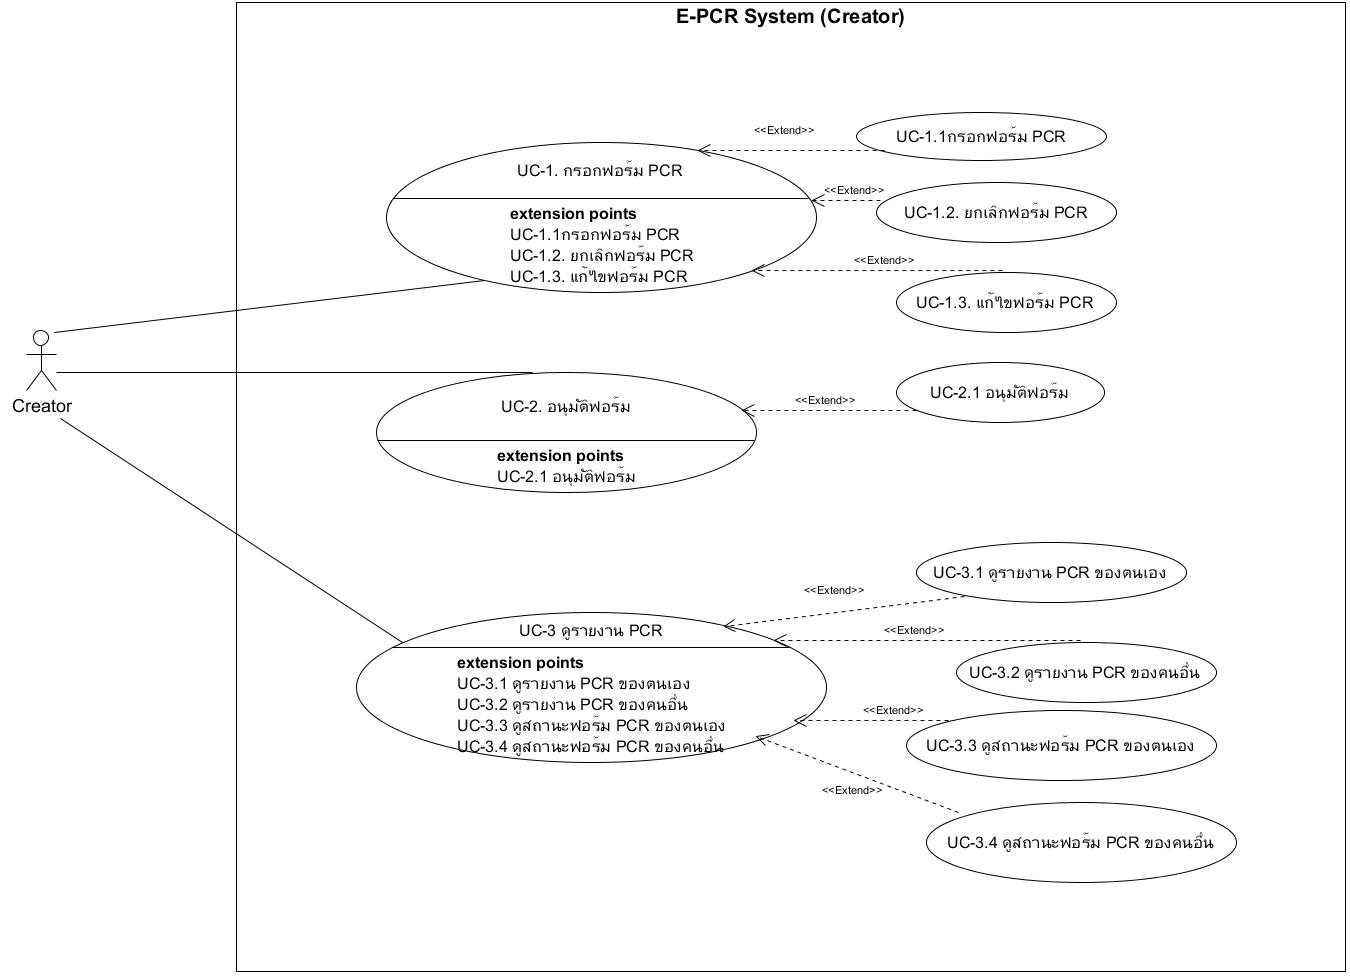 E-PCR System (Creator)
<<Extend>>
UC-1.1กรอกฟอร์ม PCR
UC-1. กรอกฟอร์ม PCR
<<Extend>>
UC-1.2. ยกเลิกฟอร์ม PCR
extension points
UC-1.1กรอกฟอร์ม PCR
UC-1.2. ยกเลิกฟอร์ม PCR
UC-1.3. แก้ไขฟอร์ม PCR
<<Extend>>
UC-1.3. แก้ไขฟอร์ม PCR
Creator
UC-2. อนุมัติฟอร์ม
<<Extend>>
UC-2.1 อนุมัติฟอร์ม
extension points
UC-2.1 อนุมัติฟอร์ม
UC-3.1 ดูรายงาน PCR ของตนเอง
<<Extend>>
UC-3 ดูรายงาน PCR
<<Extend>>
extension points
UC-3.1 ดูรายงาน PCR ของตนเอง
UC-3.2 ดูรายงาน PCR ของคนอื่น
UC-3.3 ดูสถานะฟอร์ม PCR ของตนเอง
UC-3.4 ดูสถานะฟอร์ม PCR ของคนอื่น
UC-3.2 ดูรายงาน PCR ของคนอื่น
<<Extend>>
UC-3.3 ดูสถานะฟอร์ม PCR ของตนเอง
<<Extend>>
UC-3.4 ดูสถานะฟอร์ม PCR ของคนอื่น